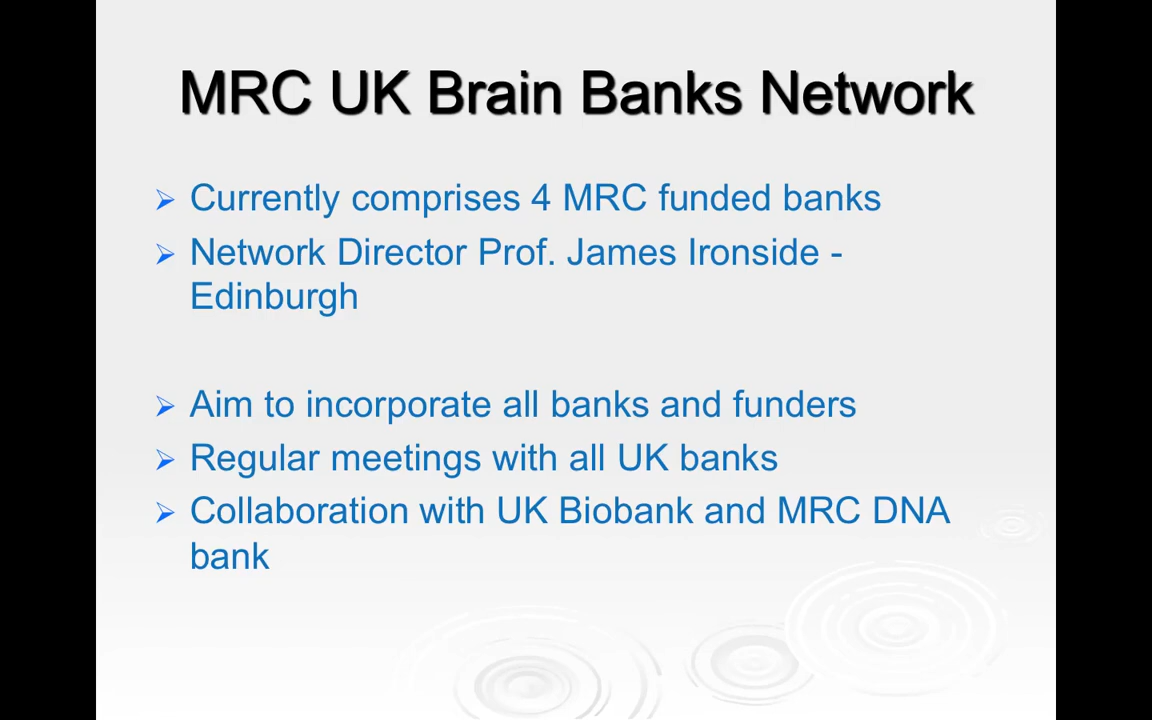 MRC UK Brain Banks Network
Currently comprises 4 MRC funded banks
Network Director Prof. James Ironside -
Edinburgh
Aim to incorporate all banks and funders
Regular meetings with all UK banks
Collaboration with UK Biobank and MRC DNA
bank